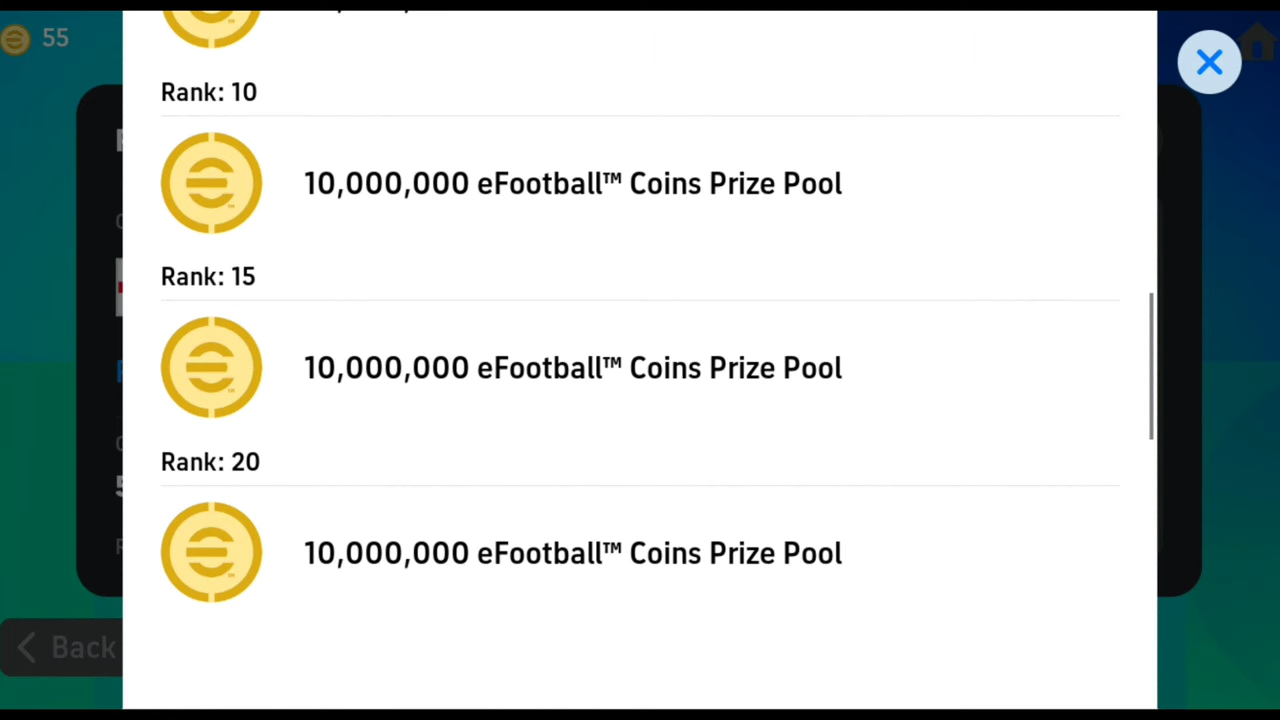 55
Rank: 10
10,000,000 eFootball™ Coins Prize Pool
Rank: 15
10,000,000 eFootball™ Coins Prize Pool
Rank: 20
10,000,000 eFootball™ Coins Prize Pool
Back